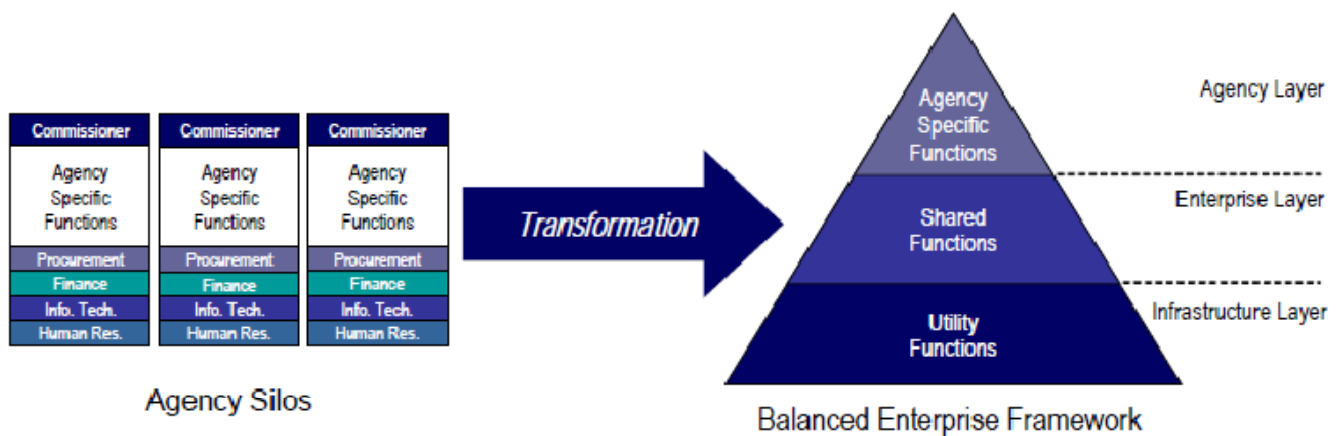 Commissioner
Agency
Specific
Functions
Procurement
Finance
Info. Tech.
Human Res.
Commissioner
Agency
Specific
Functions
Procurement
Finance
Info. Tech.
Human Res.
Commissioner
Agency
Specific
Functions
Procurement
Finance
Info. Tech.
Human Res.
Agency Silos
Transformation
Agency
Specific
Functions
Shared
Functions
Utility
Functions
Agency Layer
Enterprise Layer
Infrastructure Layer
Balanced Enterprise Framework